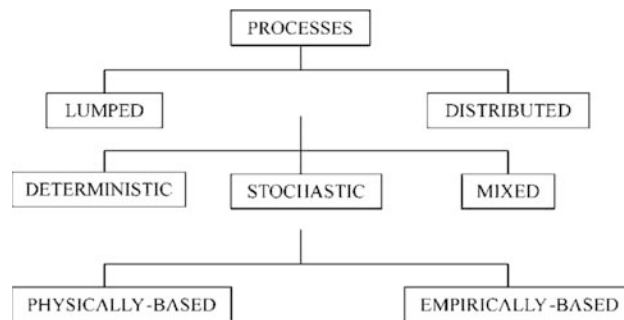 PROCESSES
LUMPED
DISTRIBUTED
DETERMINISTIC
STOCHASTIC
MIXED
PHYSICALLY-BASED
EMPIRICALLY-BASED